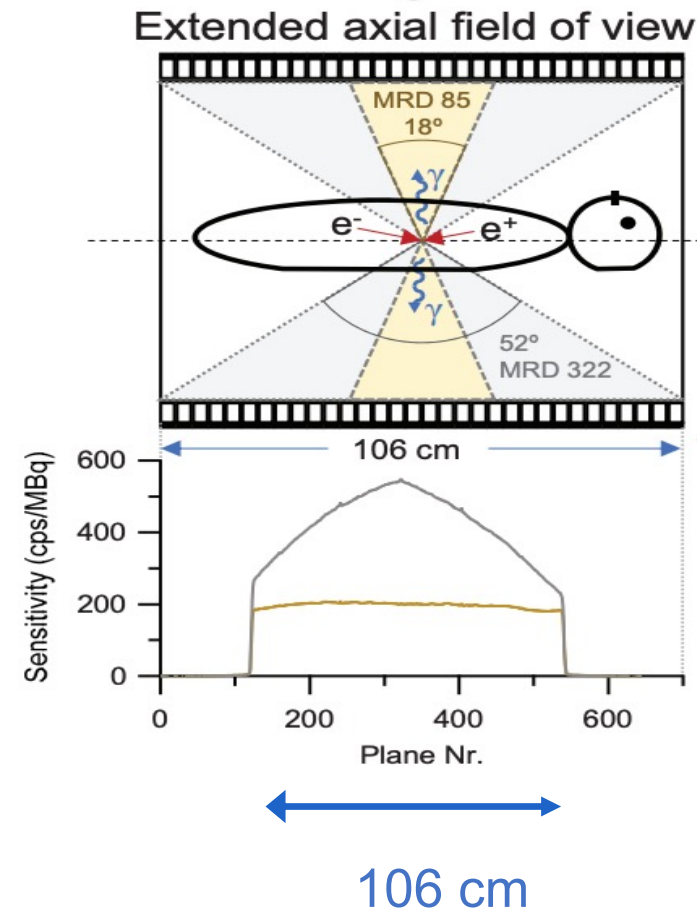 Extended axial field of view
MRD 85
18º
γ
e-
e+
γ
52º
MRD 322
106 cm
Sensitivity (cps/MBq)
600
400
200
0
0
200
400
600
Plane Nr.
106 cm